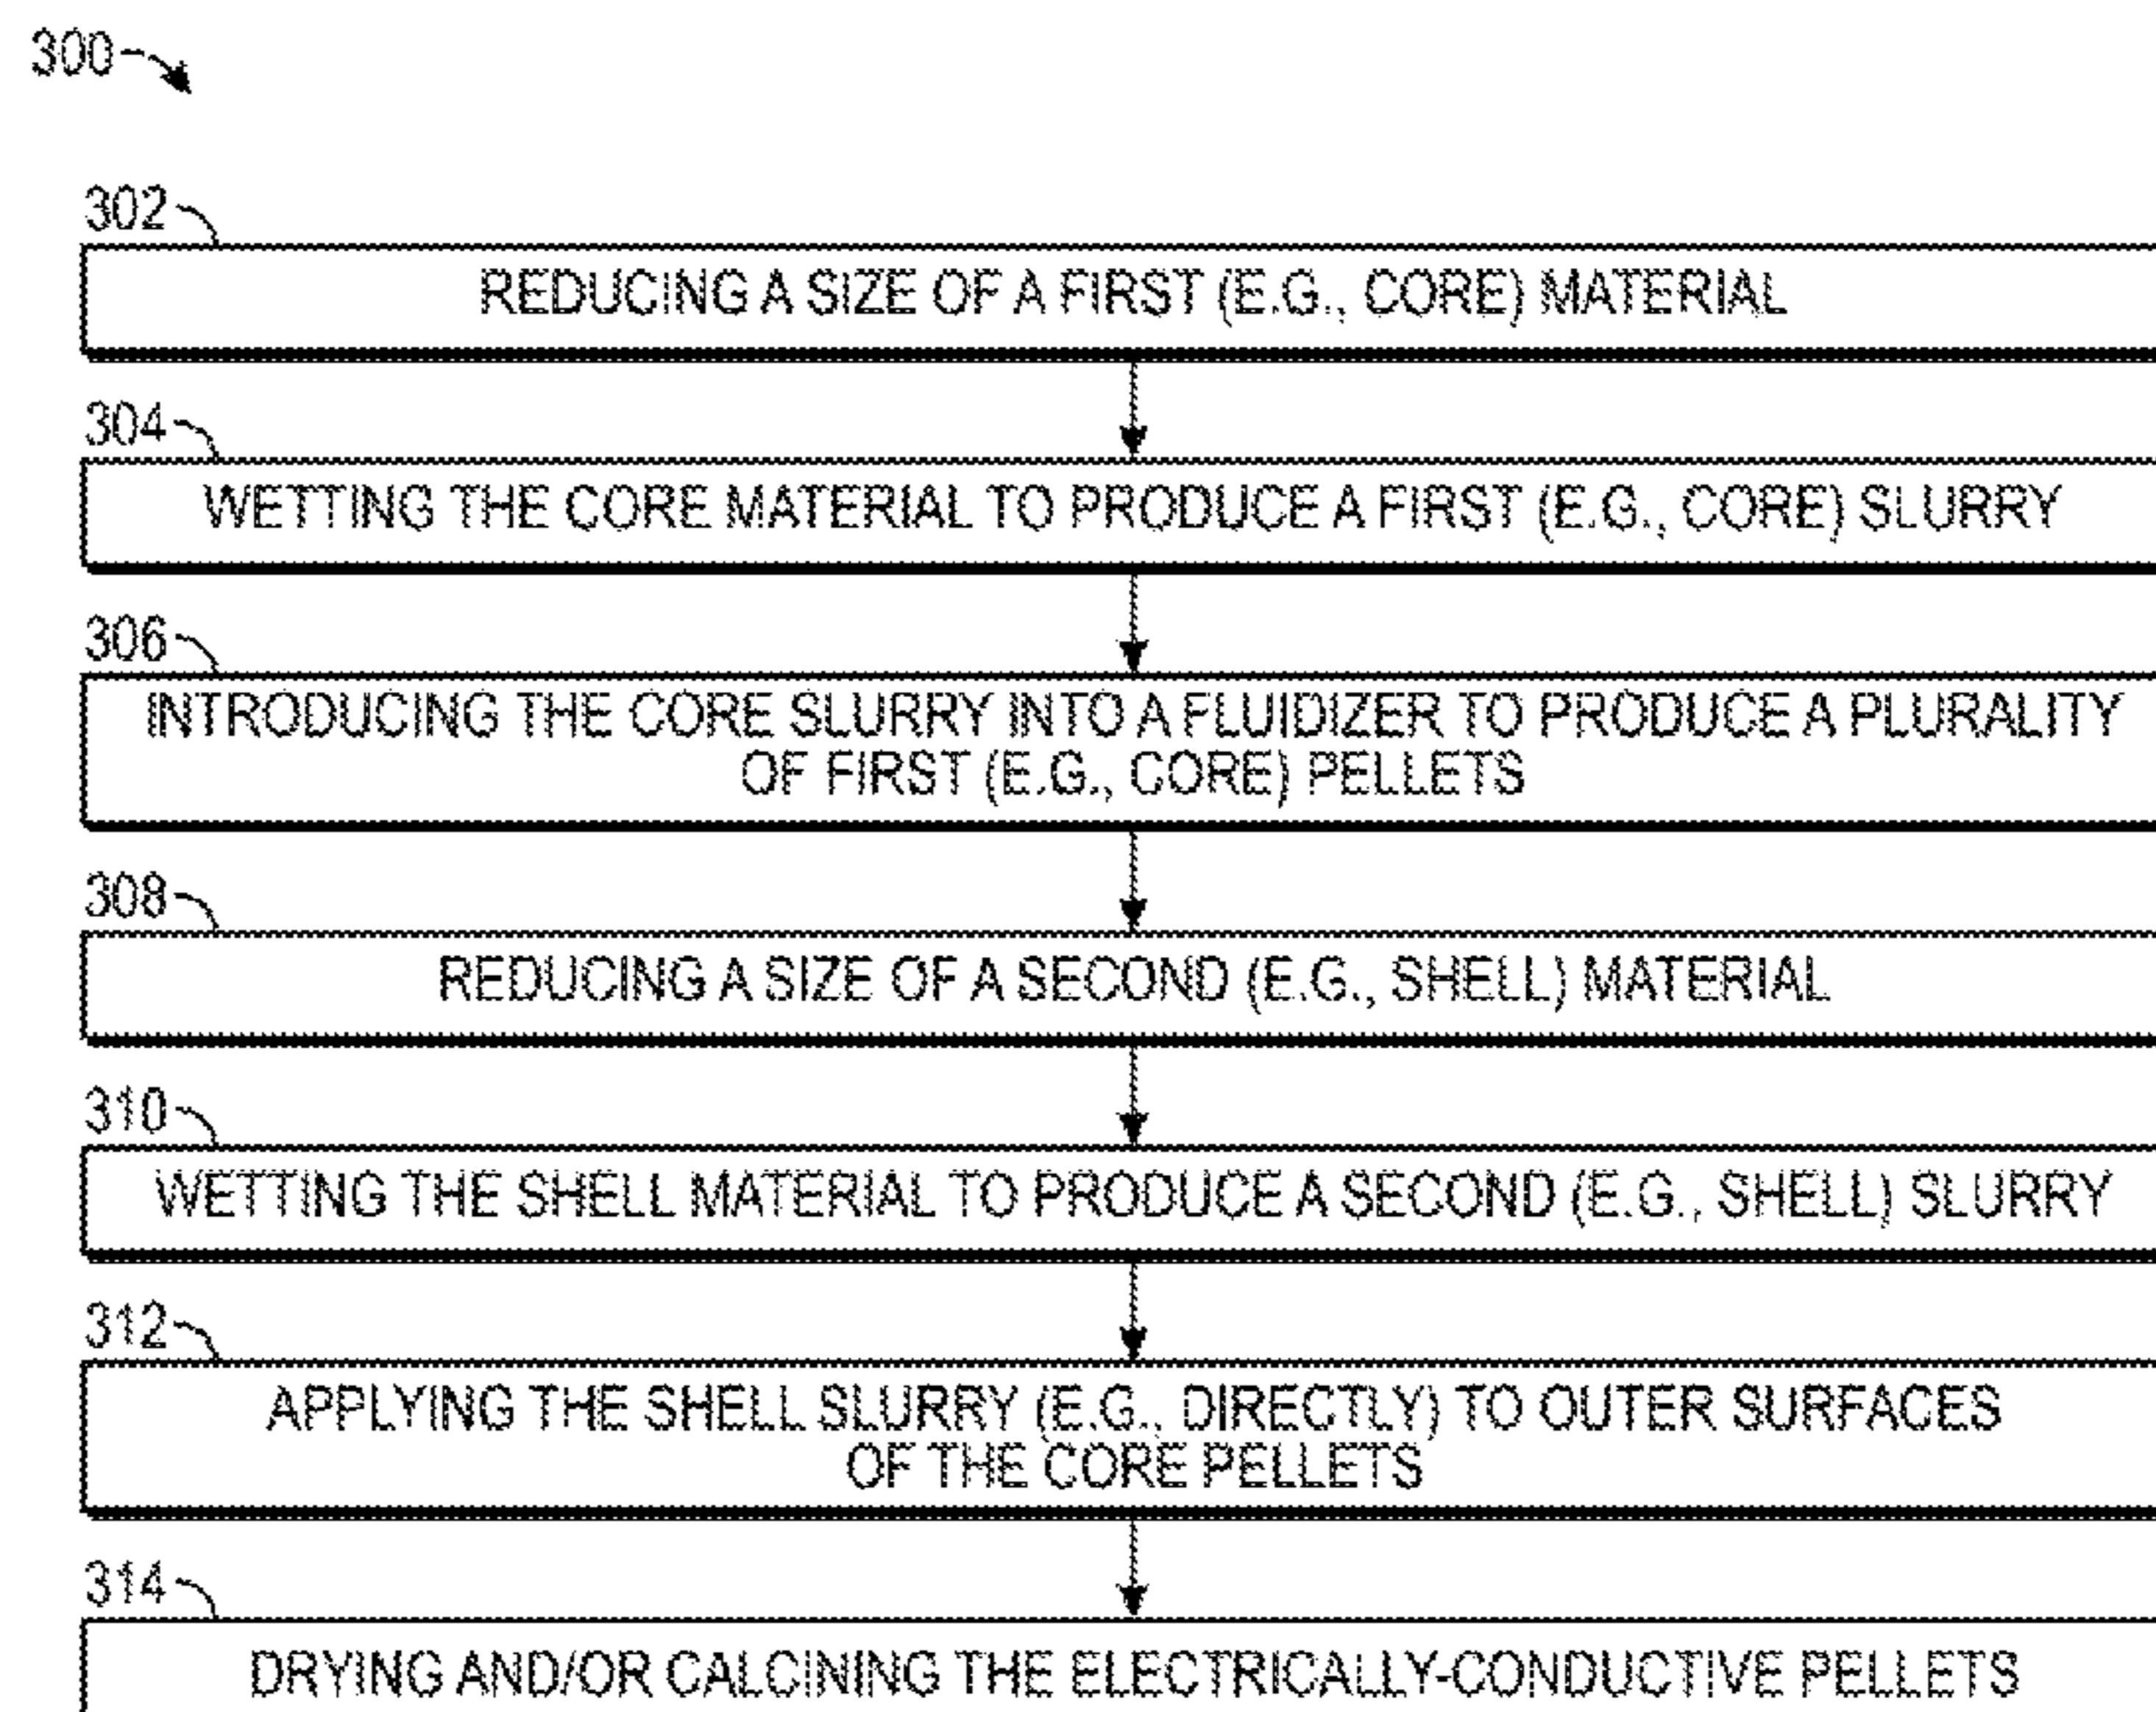 300
302
REDUCING A SIZE OF A FIRST (E.G., CORE) MATERIAL
304
WETTING THE CORE MATERIAL TO PRODUCE A FIRST (E.G., CORE) SLURRY
306
INTRODUCING THE CORE SLURRY INTO A FLUIDIZER TO PRODUCE A PLURALITY
OF FIRST (E.G., CORE) PELLETS
308
REDUCING A SIZE OF A SECOND (E.G., SHELL) MATERIAL
310
WETTING THE SHELL MATERIAL TO PRODUCE A SECOND (E.G., SHELL) SLURRY
312
APPLYING THE SHELL SLURRY (E.G., DIRECTLY) TO OUTER SURFACES
OF THE CORE PELLETS
314
DRYING AND/OR CALCINING THE ELECTRICALLY-CONDUCTIVE PELLETS